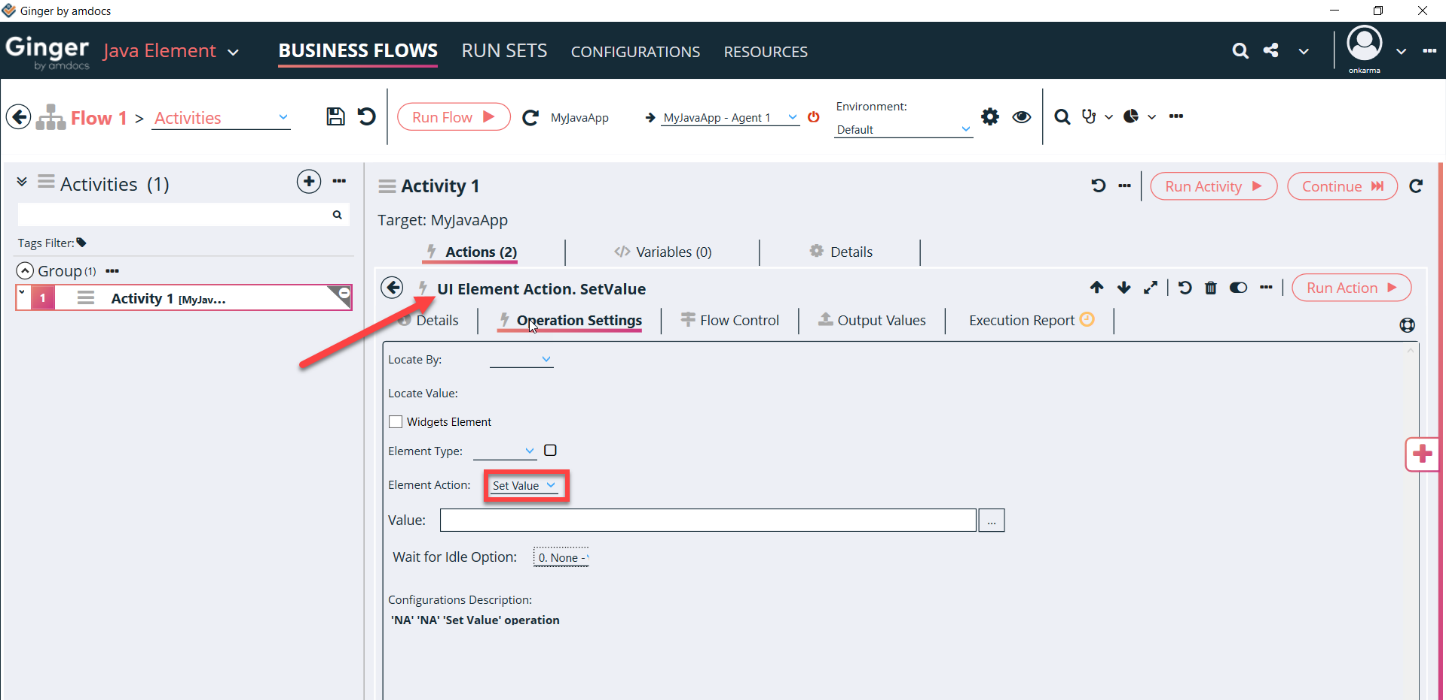 Ginger by amdocs
Ginger by amdocs Java Element BUSINESS FLOWS RUN SETS CONFIGURATIONS RESOURCES
onkarma
Flow 1 > Activities Run Flow MyJavaApp MyJavaApp - Agent 1 Environment: Default
Activities (1)
Tags Filter:
Group (1)
1 Activity 1 [MyJav...
Activity 1 Run Activity Continue
Target: MyJavaApp
Actions (2) Variables (0) Details
UI Element Action. SetValue Run Action
Details Operation Settings Flow Control Output Values Execution Report
Locate By:
Locate Value:
Widgets Element
Element Type:
Element Action: Set Value
Value: ...
Wait for Idle Option: 0. None -
Configurations Description:
'NA' 'NA' 'Set Value' operation